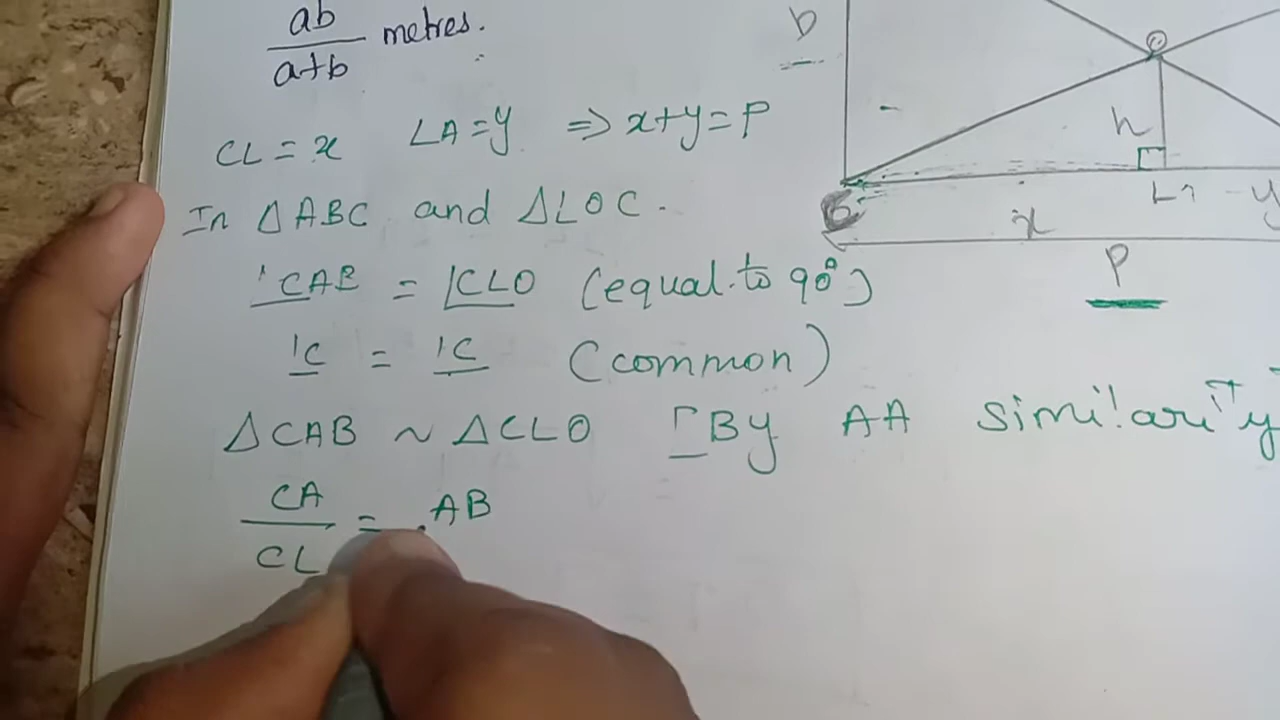 ab
a+b metres.
CL = x LA = y ⇒ x+y = P
In △ABC and △LOC.
∠CAB = ∠CLO (equal to 90°)
∠C = ∠C (common)
△CAB ~ △CLO [By AA similarity
CA = AB
CL
b
O
h
L 1 y
x
P